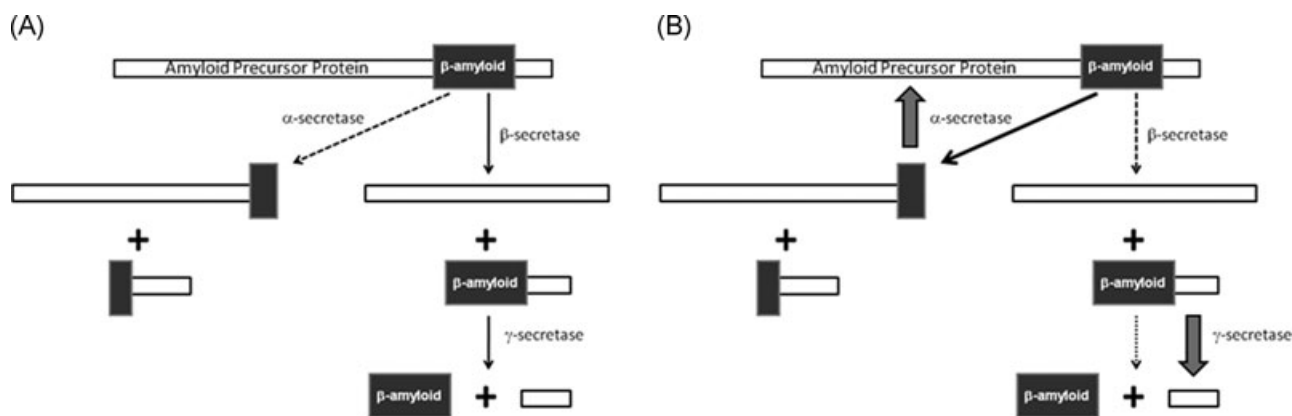 (A)
Amyloid Precursor Protein
β-amyloid
α-secretase
β-secretase
+
+
β-amyloid
γ-secretase
β-amyloid
+
(B)
Amyloid Precursor Protein
β-amyloid
α-secretase
β-secretase
+
+
β-amyloid
γ-secretase
β-amyloid
+